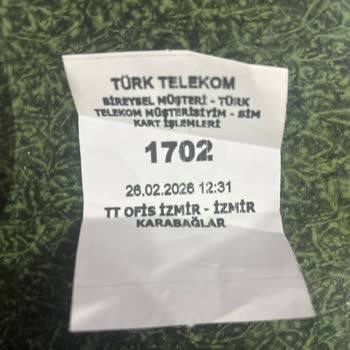 TÜRK TELEKOM
BİREYSEL MÜŞTERİ - TÜRK
TELEKOM MÜŞTERİSİYİM - SİM
KART İŞLEMLERİ
1702
26.02.2026 12:31
TT OFİS İZMİR - İZMİR
KARABAĞLAR